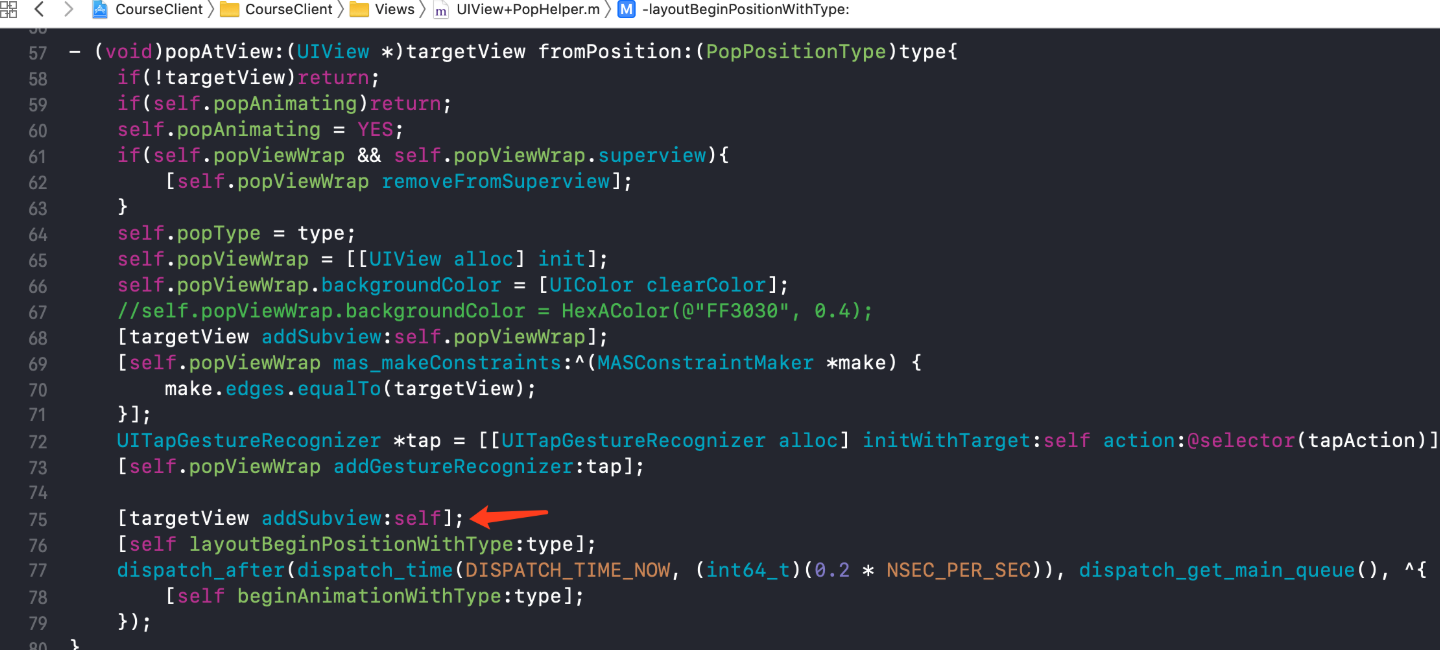 CourseClient 〉 CourseClient 〉 Views 〉 m UIView+PopHelper.m 〉 M -layoutBeginPositionWithType:
57 - (void)popAtView:(UIView *)targetView fromPosition:(PopPositionType)type{
58 if(!targetView)return;
59 if(self.popAnimating)return;
60 self.popAnimating = YES;
61 if(self.popViewWrap && self.popViewWrap.superview){
62 [self.popViewWrap removeFromSuperview];
63 }
64 self.popType = type;
65 self.popViewWrap = [[UIView alloc] init];
66 self.popViewWrap.backgroundColor = [UIColor clearColor];
67 //self.popViewWrap.backgroundColor = HexAColor(@"FF3030", 0.4);
68 [targetView addSubview:self.popViewWrap];
69 [self.popViewWrap mas_makeConstraints:^(MASConstraintMaker *make) {
70 make.edges.equalTo(targetView);
71 }];
72 UITapGestureRecognizer *tap = [[UITapGestureRecognizer alloc] initWithTarget:self action:@selector(tapAction)]
73 [self.popViewWrap addGestureRecognizer:tap];
74
75 [targetView addSubview:self];
76 [self layoutBeginPositionWithType:type];
77 dispatch_after(dispatch_time(DISPATCH_TIME_NOW, (int64_t)(0.2 * NSEC_PER_SEC)), dispatch_get_main_queue(), ^{
78 [self beginAnimationWithType:type];
79 });
80 }